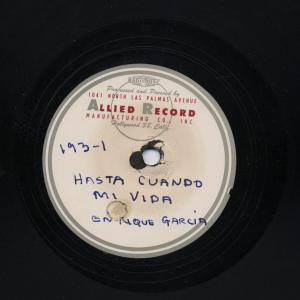 Processed and Pressed by
1041 NORTH LAS PALMAS AVENUE
ALLIED RECORD
MANUFACTURING CO., INC.
Hollywood 38, Calif.
193-1
HASTA CUANDO
MI VIDA
ENRIQUE GARCIA